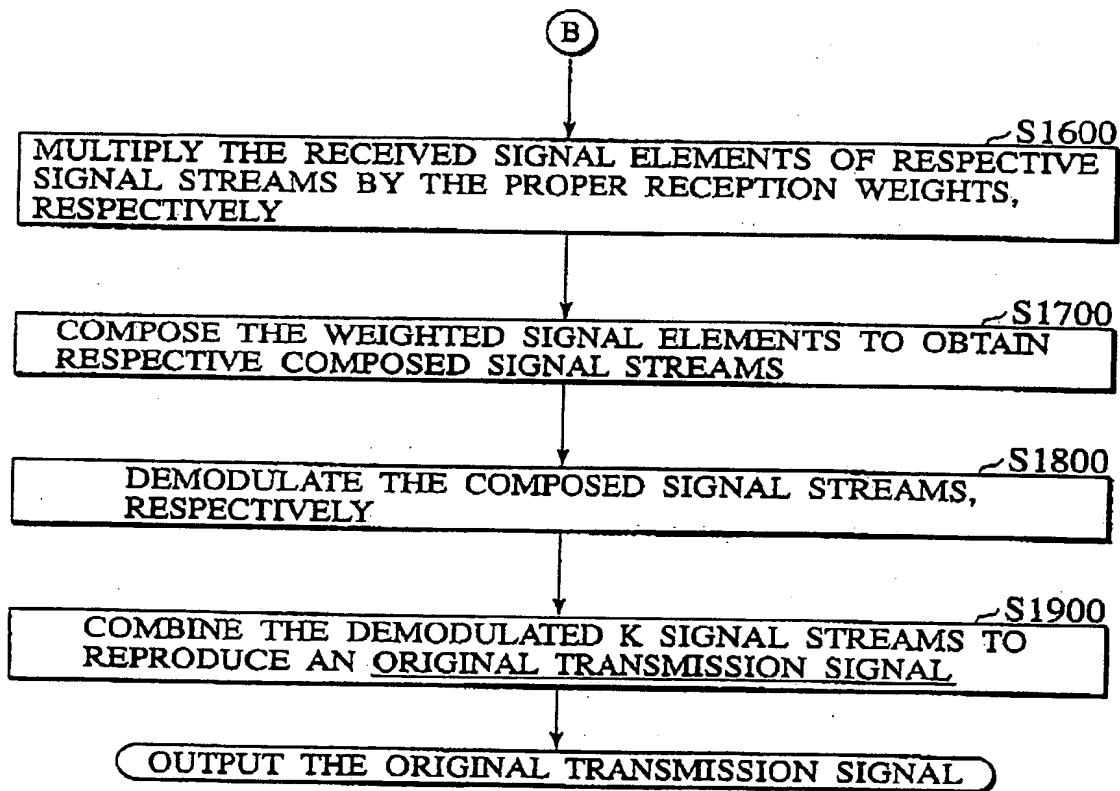 B
S1600
MULTIPLY THE RECEIVED SIGNAL ELEMENTS OF RESPECTIVE
SIGNAL STREAMS BY THE PROPER RECEPTION WEIGHTS,
RESPECTIVELY
S1700
COMPOSE THE WEIGHTED SIGNAL ELEMENTS TO OBTAIN
RESPECTIVE COMPOSED SIGNAL STREAMS
S1800
DEMODULATE THE COMPOSED SIGNAL STREAMS,
RESPECTIVELY
S1900
COMBINE THE DEMODULATED K SIGNAL STREAMS TO
REPRODUCE AN ORIGINAL TRANSMISSION SIGNAL
OUTPUT THE ORIGINAL TRANSMISSION SIGNAL